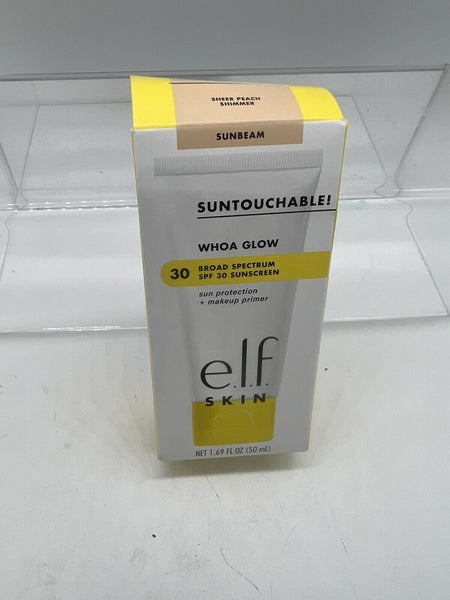 SHEER PEACH
SHIMMER
SUNBEAM
SUNTOUCHABLE!
WHOA GLOW
30
BROAD SPECTRUM
SPF 30 SUNSCREEN
sun protection
+ makeup primer
e.l.f.
SKIN
NET 1.69 FL OZ (50 mL)